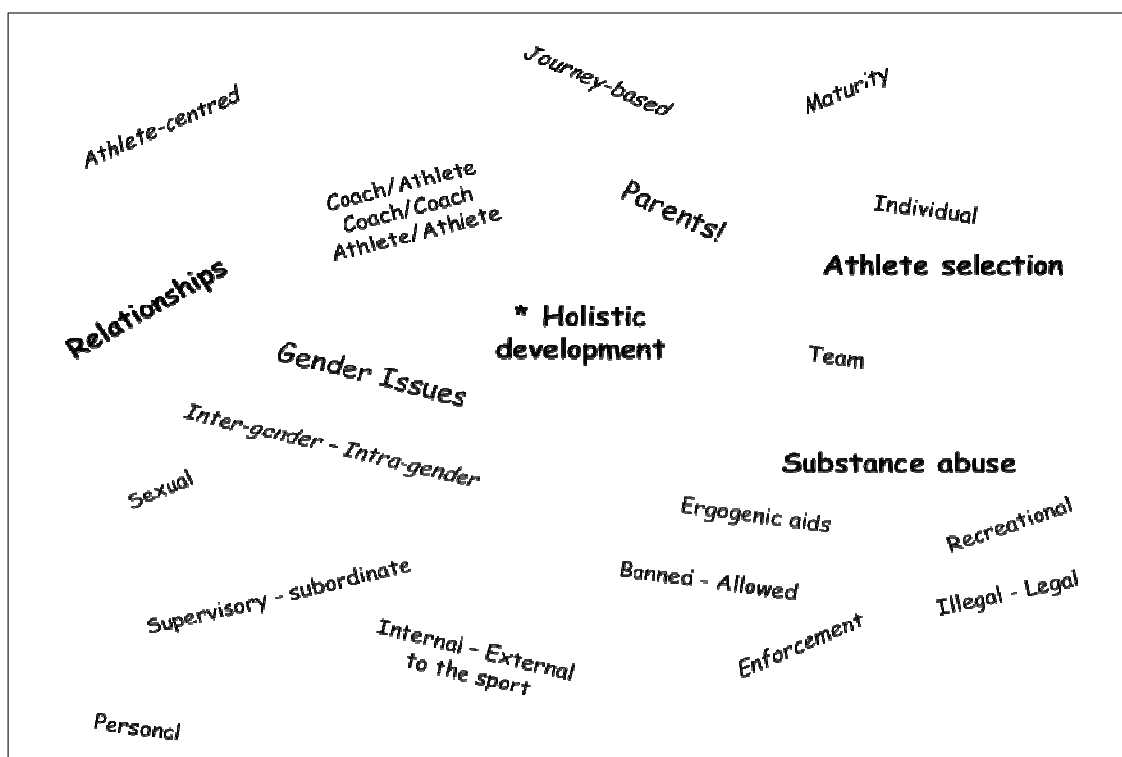 Journey-based
Maturity
Athlete-centred
Coach/Athlete
Coach/Coach
Athlete/Athlete
Parents!
Individual
Athlete selection
Relationships
* Holistic
development
Team
Gender Issues
Inter-gender - Intra-gender
Substance abuse
Sexual
Ergogenic aids
Recreational
Supervisory - subordinate
Banned - Allowed
Illegal - Legal
Internal - External
to the sport
Enforcement
Personal